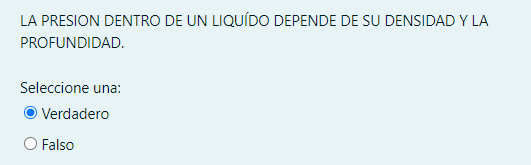 LA PRESION DENTRO DE UN LIQUÍDO DEPENDE DE SU DENSIDAD Y LA
PROFUNDIDAD.
Seleccione una:
Verdadero
Falso